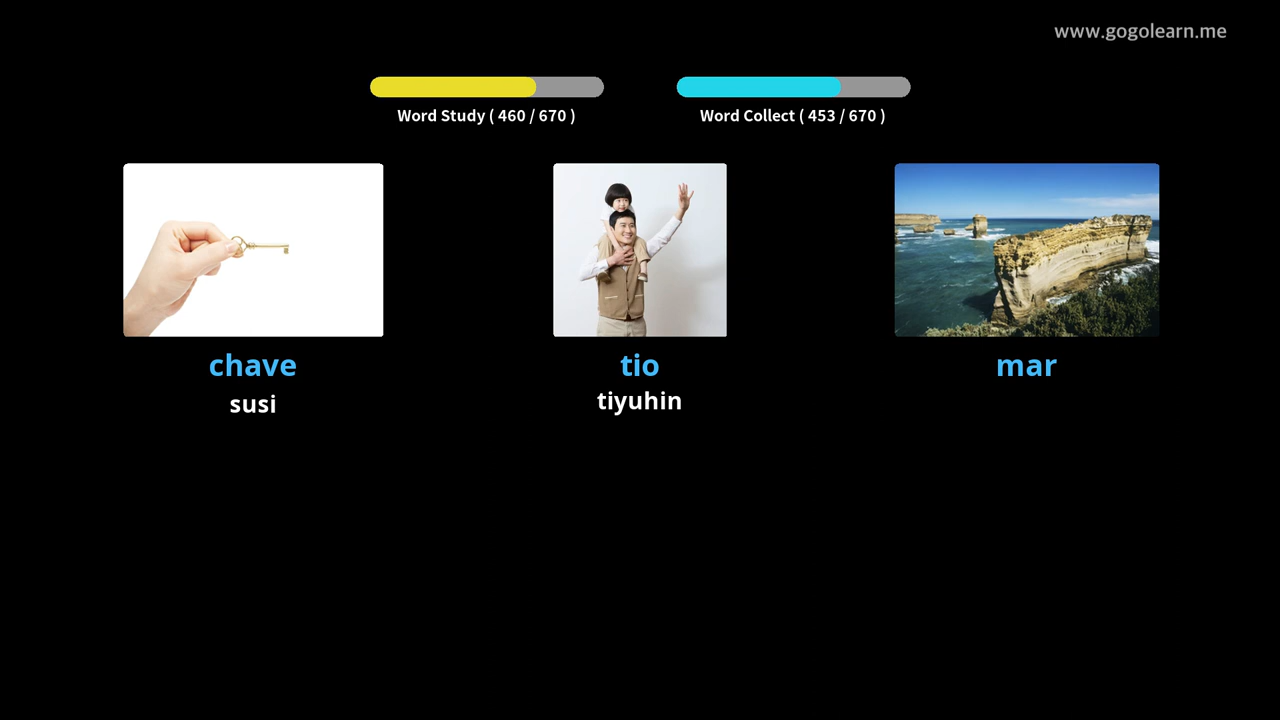 www.gogolearn.me
Word Study ( 460 / 670 )
Word Collect ( 453 / 670 )
chave
tio
mar
susi
tiyuhin